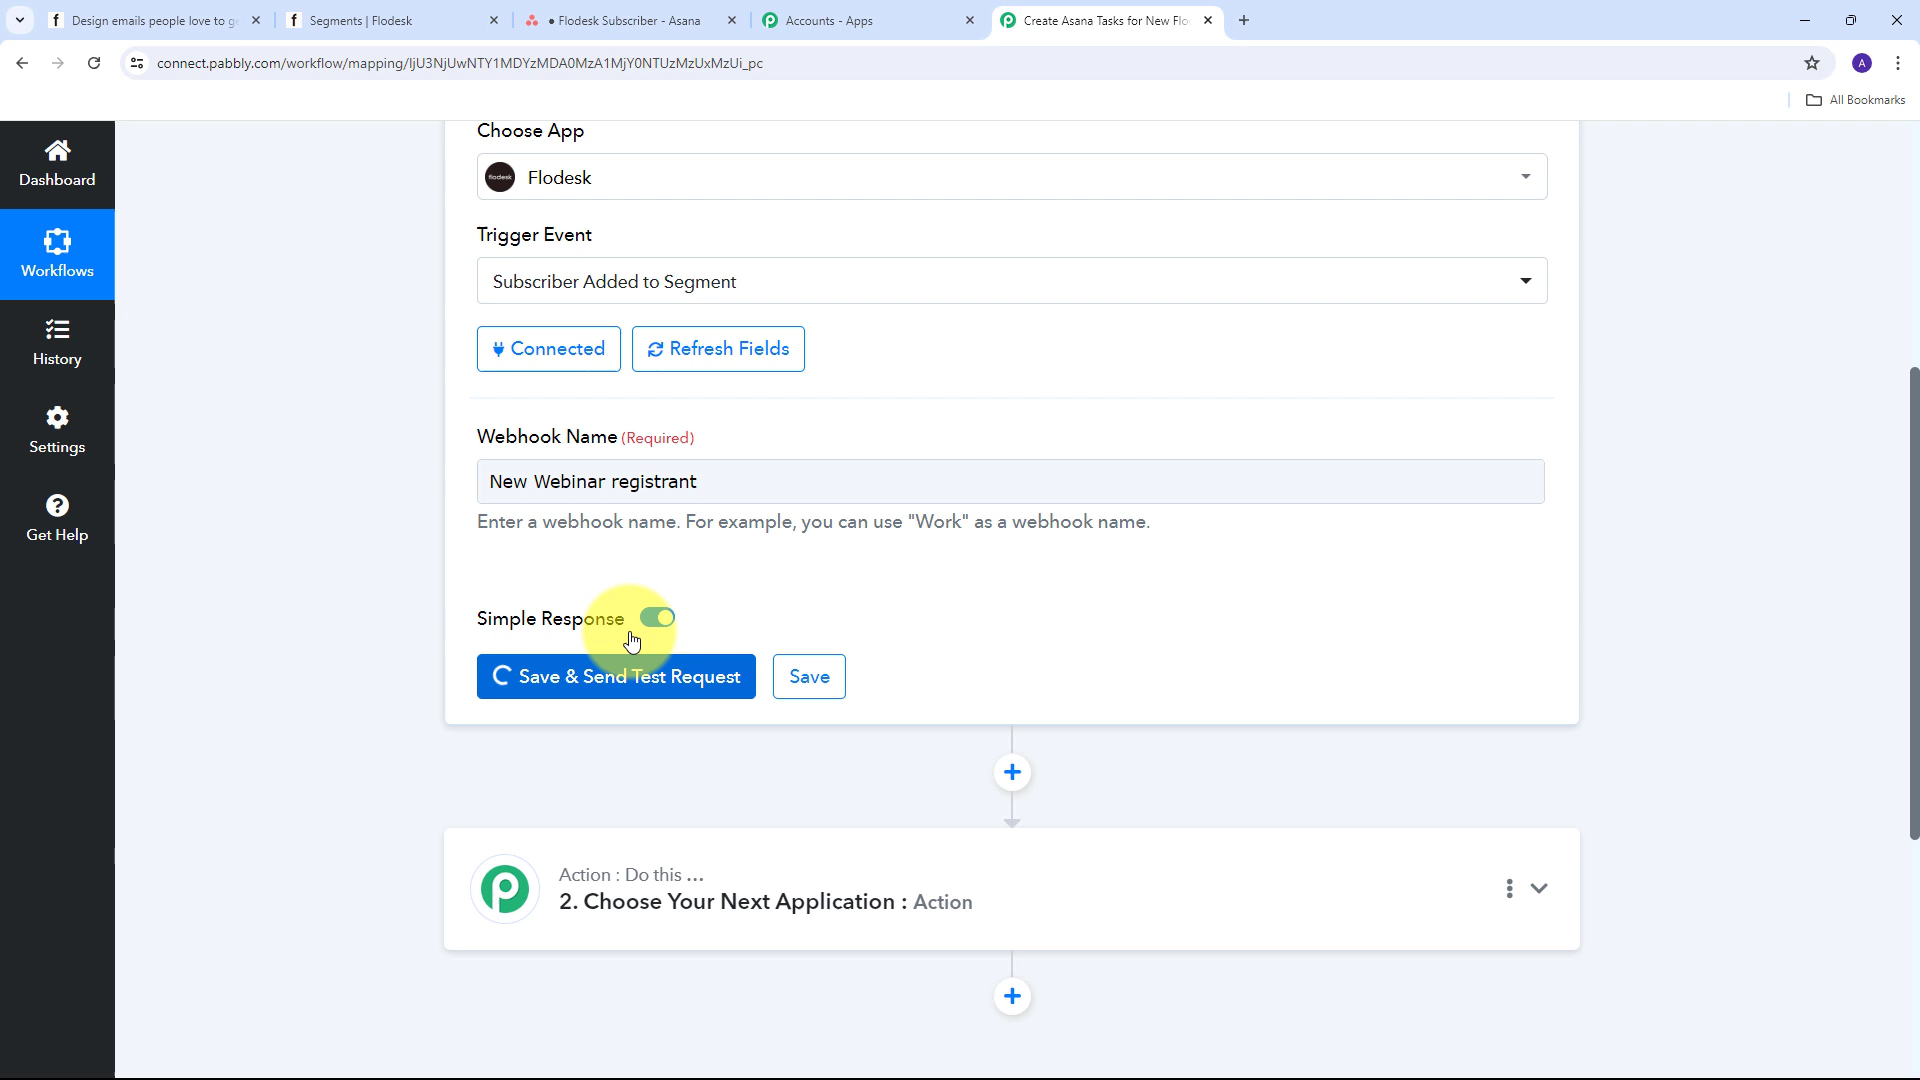 Design emails people love to ge
Segments | Flodesk
● Flodesk Subscriber - Asana
Accounts - Apps
Create Asana Tasks for New Flo
connect.pabbly.com/workflow/mapping/IjU3NjUwNTY1MDYzMDA0MzA1MjY0NTUzMzUxMzUi_pc
A
All Bookmarks
Dashboard
Workflows
History
Settings
Get Help
Choose App
flodesk
Flodesk
Trigger Event
Subscriber Added to Segment
Connected
Refresh Fields
Webhook Name (Required)
New Webinar registrant
Enter a webhook name. For example, you can use "Work" as a webhook name.
Simple Response
Save & Send Test Request
Save
Action : Do this ...
2. Choose Your Next Application : Action